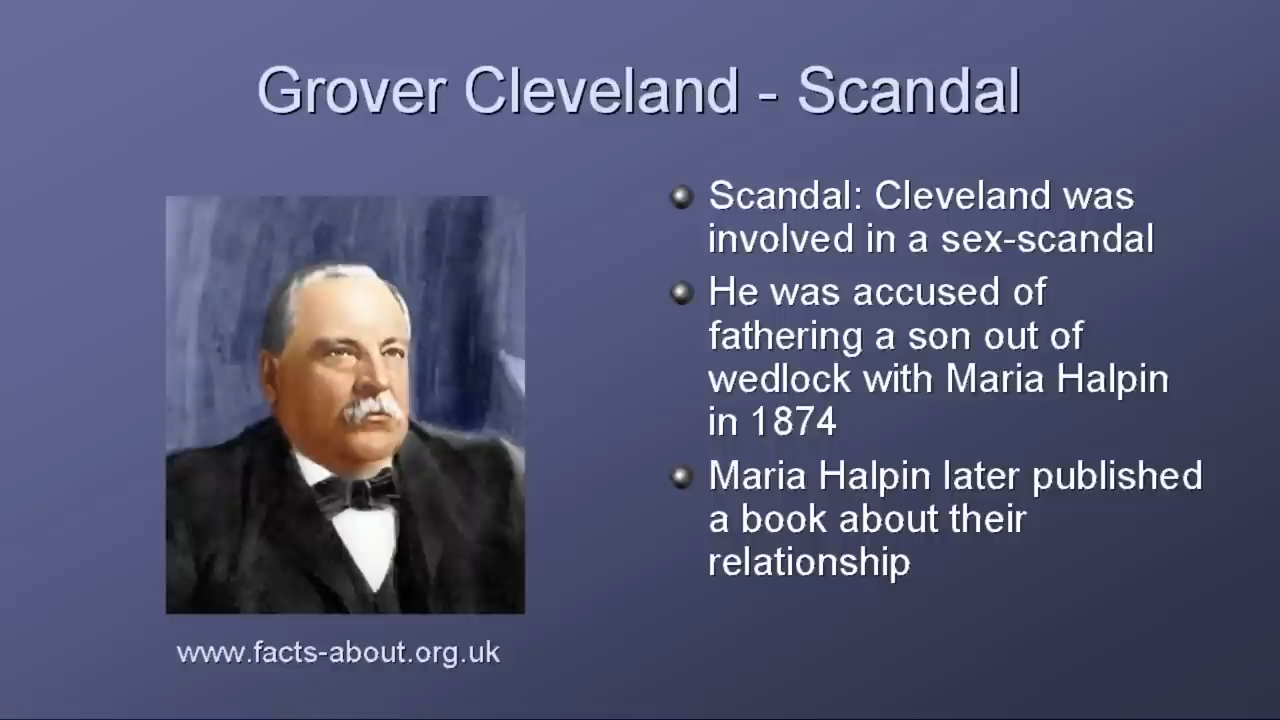 Grover Cleveland - Scandal
Scandal: Cleveland was
involved in a sex-scandal
He was accused of
fathering a son out of
wedlock with Maria Halpin
in 1874
Maria Halpin later published
a book about their
relationship
www.facts-about.org.uk